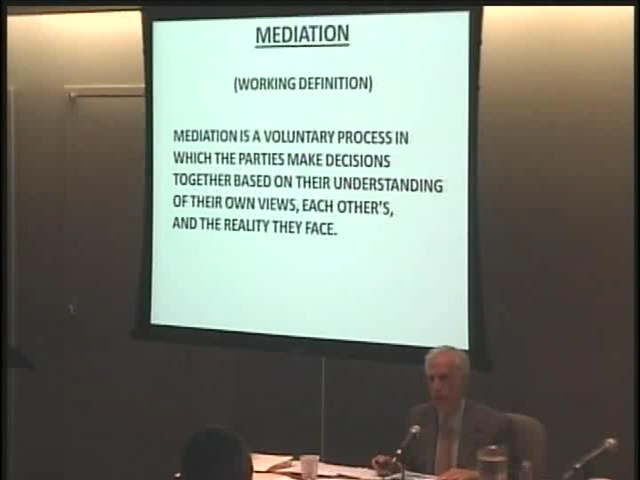 MEDIATION
(WORKING DEFINITION)
MEDIATION IS A VOLUNTARY PROCESS IN
WHICH THE PARTIES MAKE DECISIONS
TOGETHER BASED ON THEIR UNDERSTANDING
OF THEIR OWN VIEWS, EACH OTHER'S,
AND THE REALITY THEY FACE.